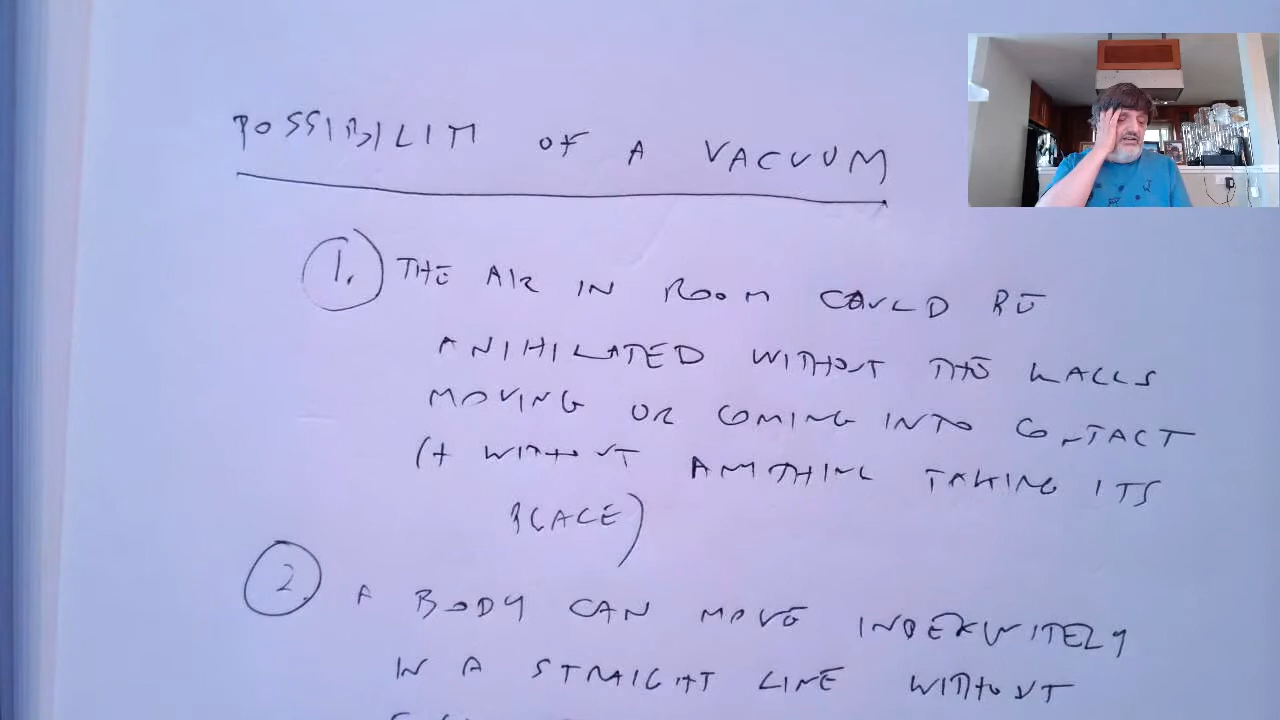 POSSIBILITY OF A VACUUM
1. THE AIR IN ROOM COULD BE
ANIHILATED WITHOUT THE WALLS
MOVING OR COMING INTO CONTACT
(+ WITHOUT ANYTHING TAKING ITS
PLACE)
2. A BODY CAN MOVE INDEFINITELY
IN A STRAIGHT LINE WITHOUT